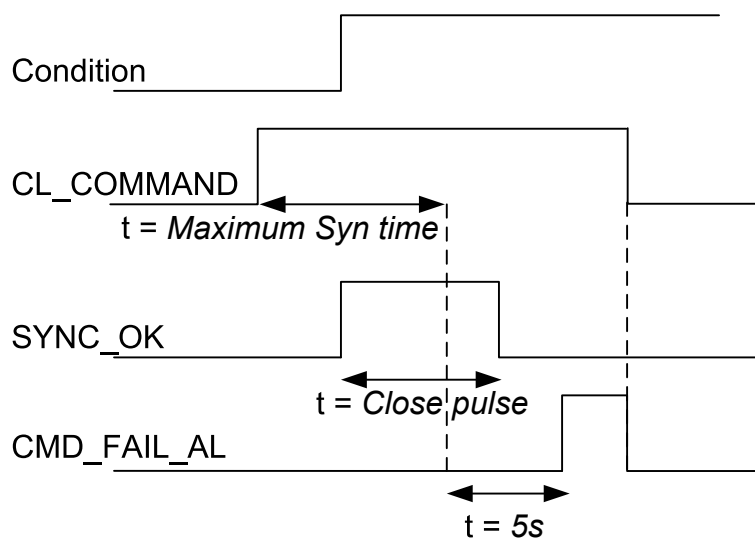 Condition
CL_COMMAND
t = Maximum Syn time
SYNC_OK
t = Close pulse
CMD_FAIL_AL
t = 5s